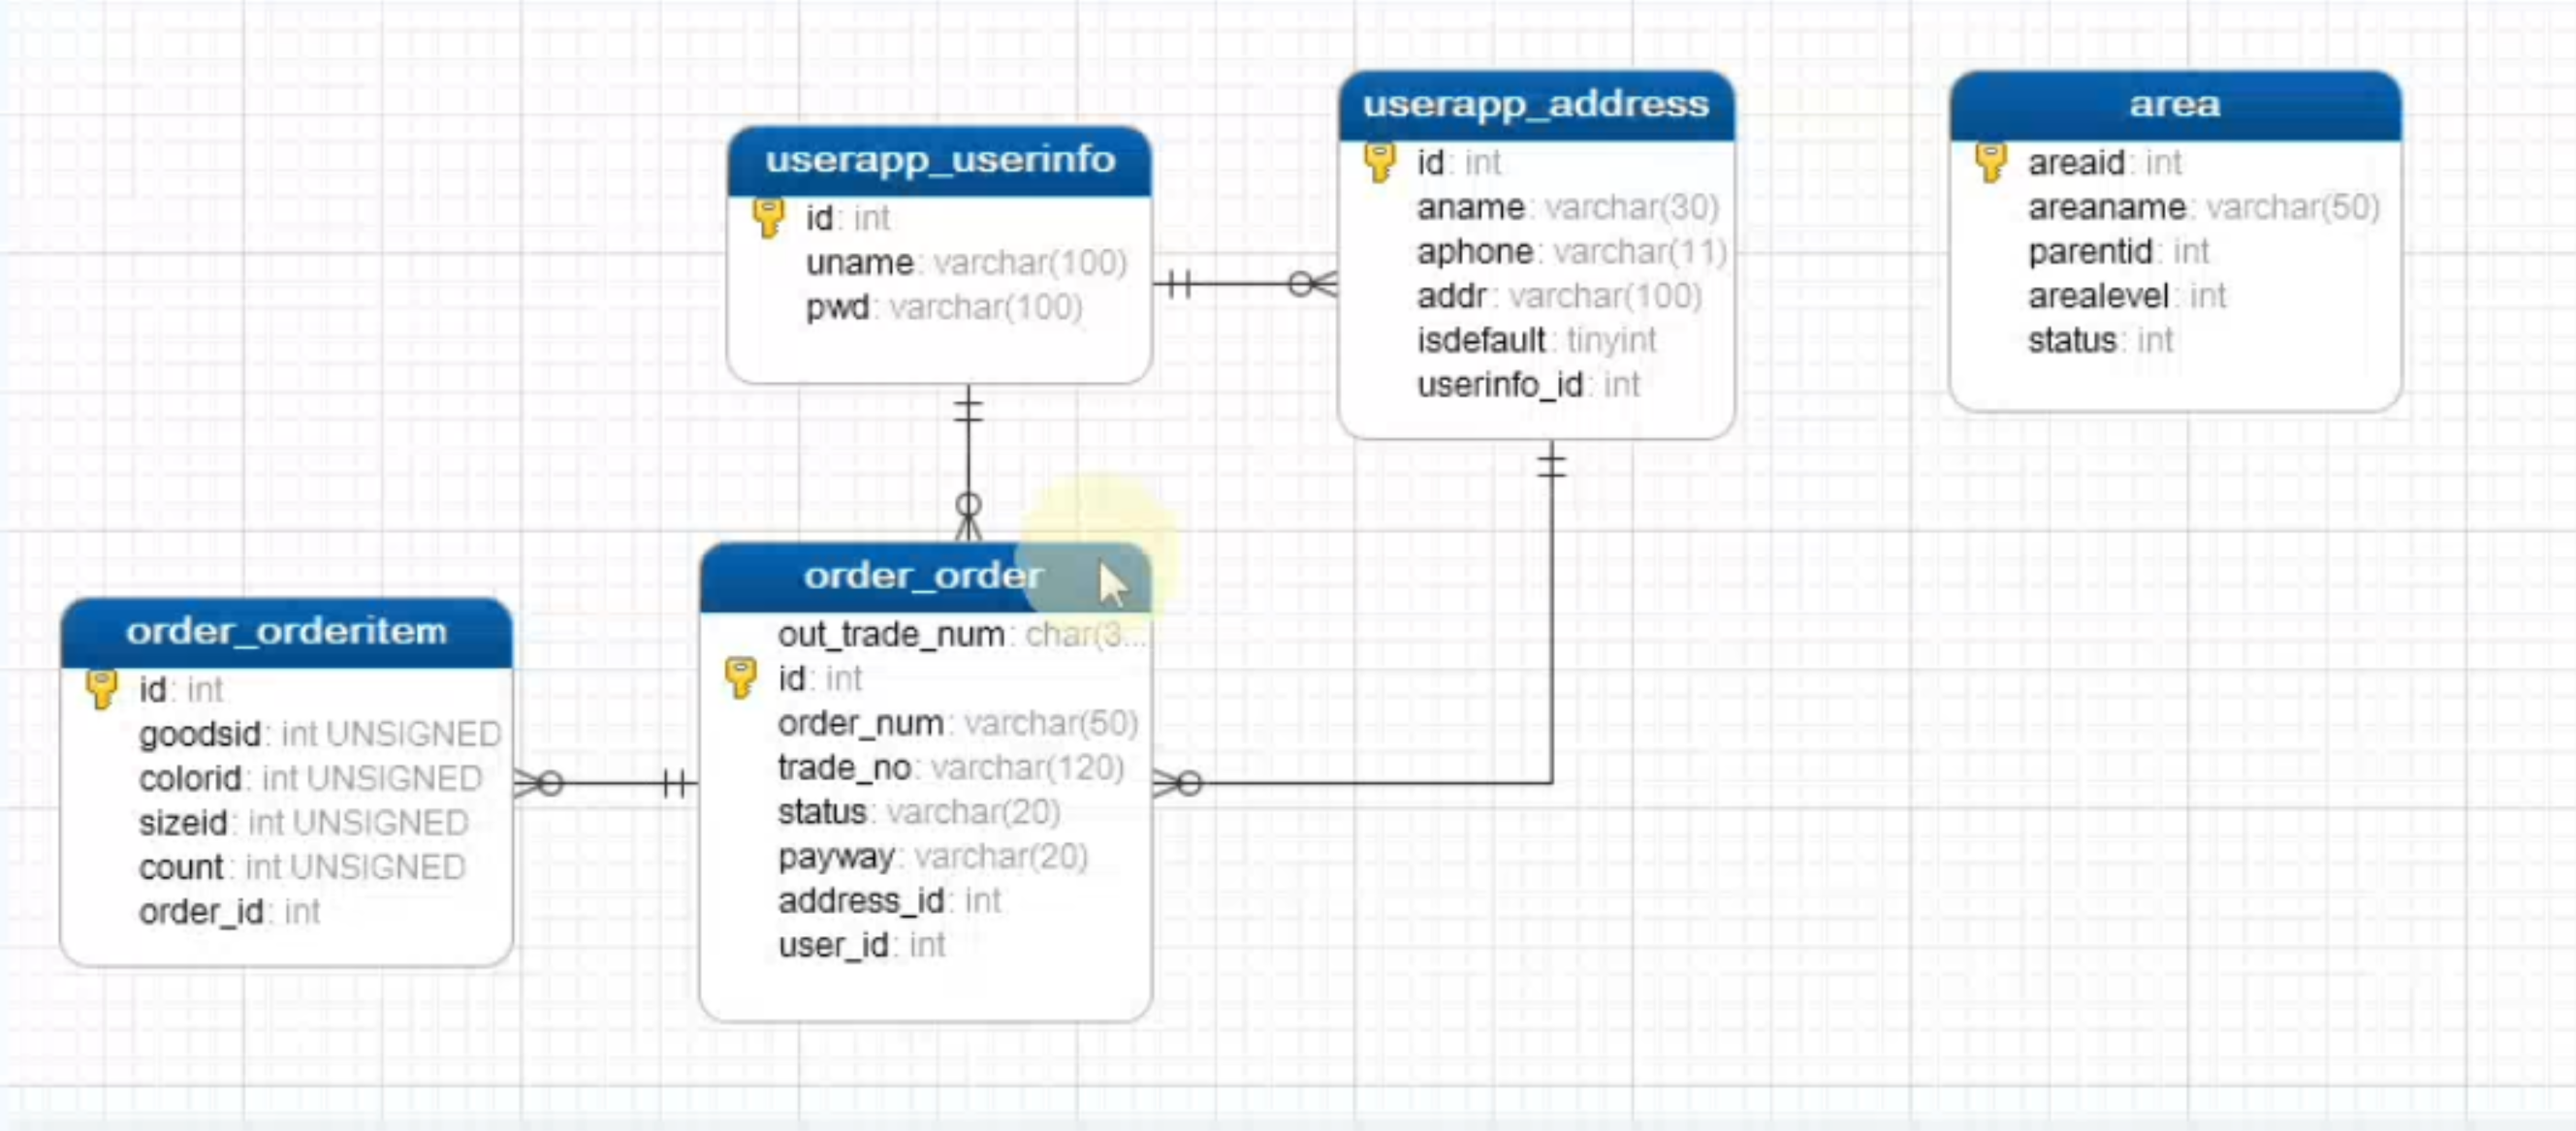 userapp_userinfo
id: int
uname: varchar(100)
pwd: varchar(100)
userapp_address
id: int
aname: varchar(30)
aphone: varchar(11)
addr: varchar(100)
isdefault: tinyint
userinfo_id: int
area
areaid: int
areaname: varchar(50)
parentid: int
arealevel: int
status: int
order_orderitem
id: int
goodsid: int UNSIGNED
colorid: int UNSIGNED
sizeid: int UNSIGNED
count: int UNSIGNED
order_id: int
order_order
out_trade_num: char(3...
id: int
order_num: varchar(50)
trade_no: varchar(120)
status: varchar(20)
payway: varchar(20)
address_id: int
user_id: int